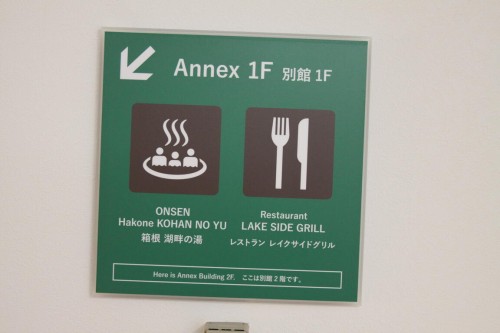 Annex 1F 別館 1F
ONSEN
Hakone KOHAN NO YU
箱根 湖畔の湯
Restaurant
LAKE SIDE GRILL
レストラン レイクサイドグリル
Here is Annex Building 2F. ここは別館 2 階です。